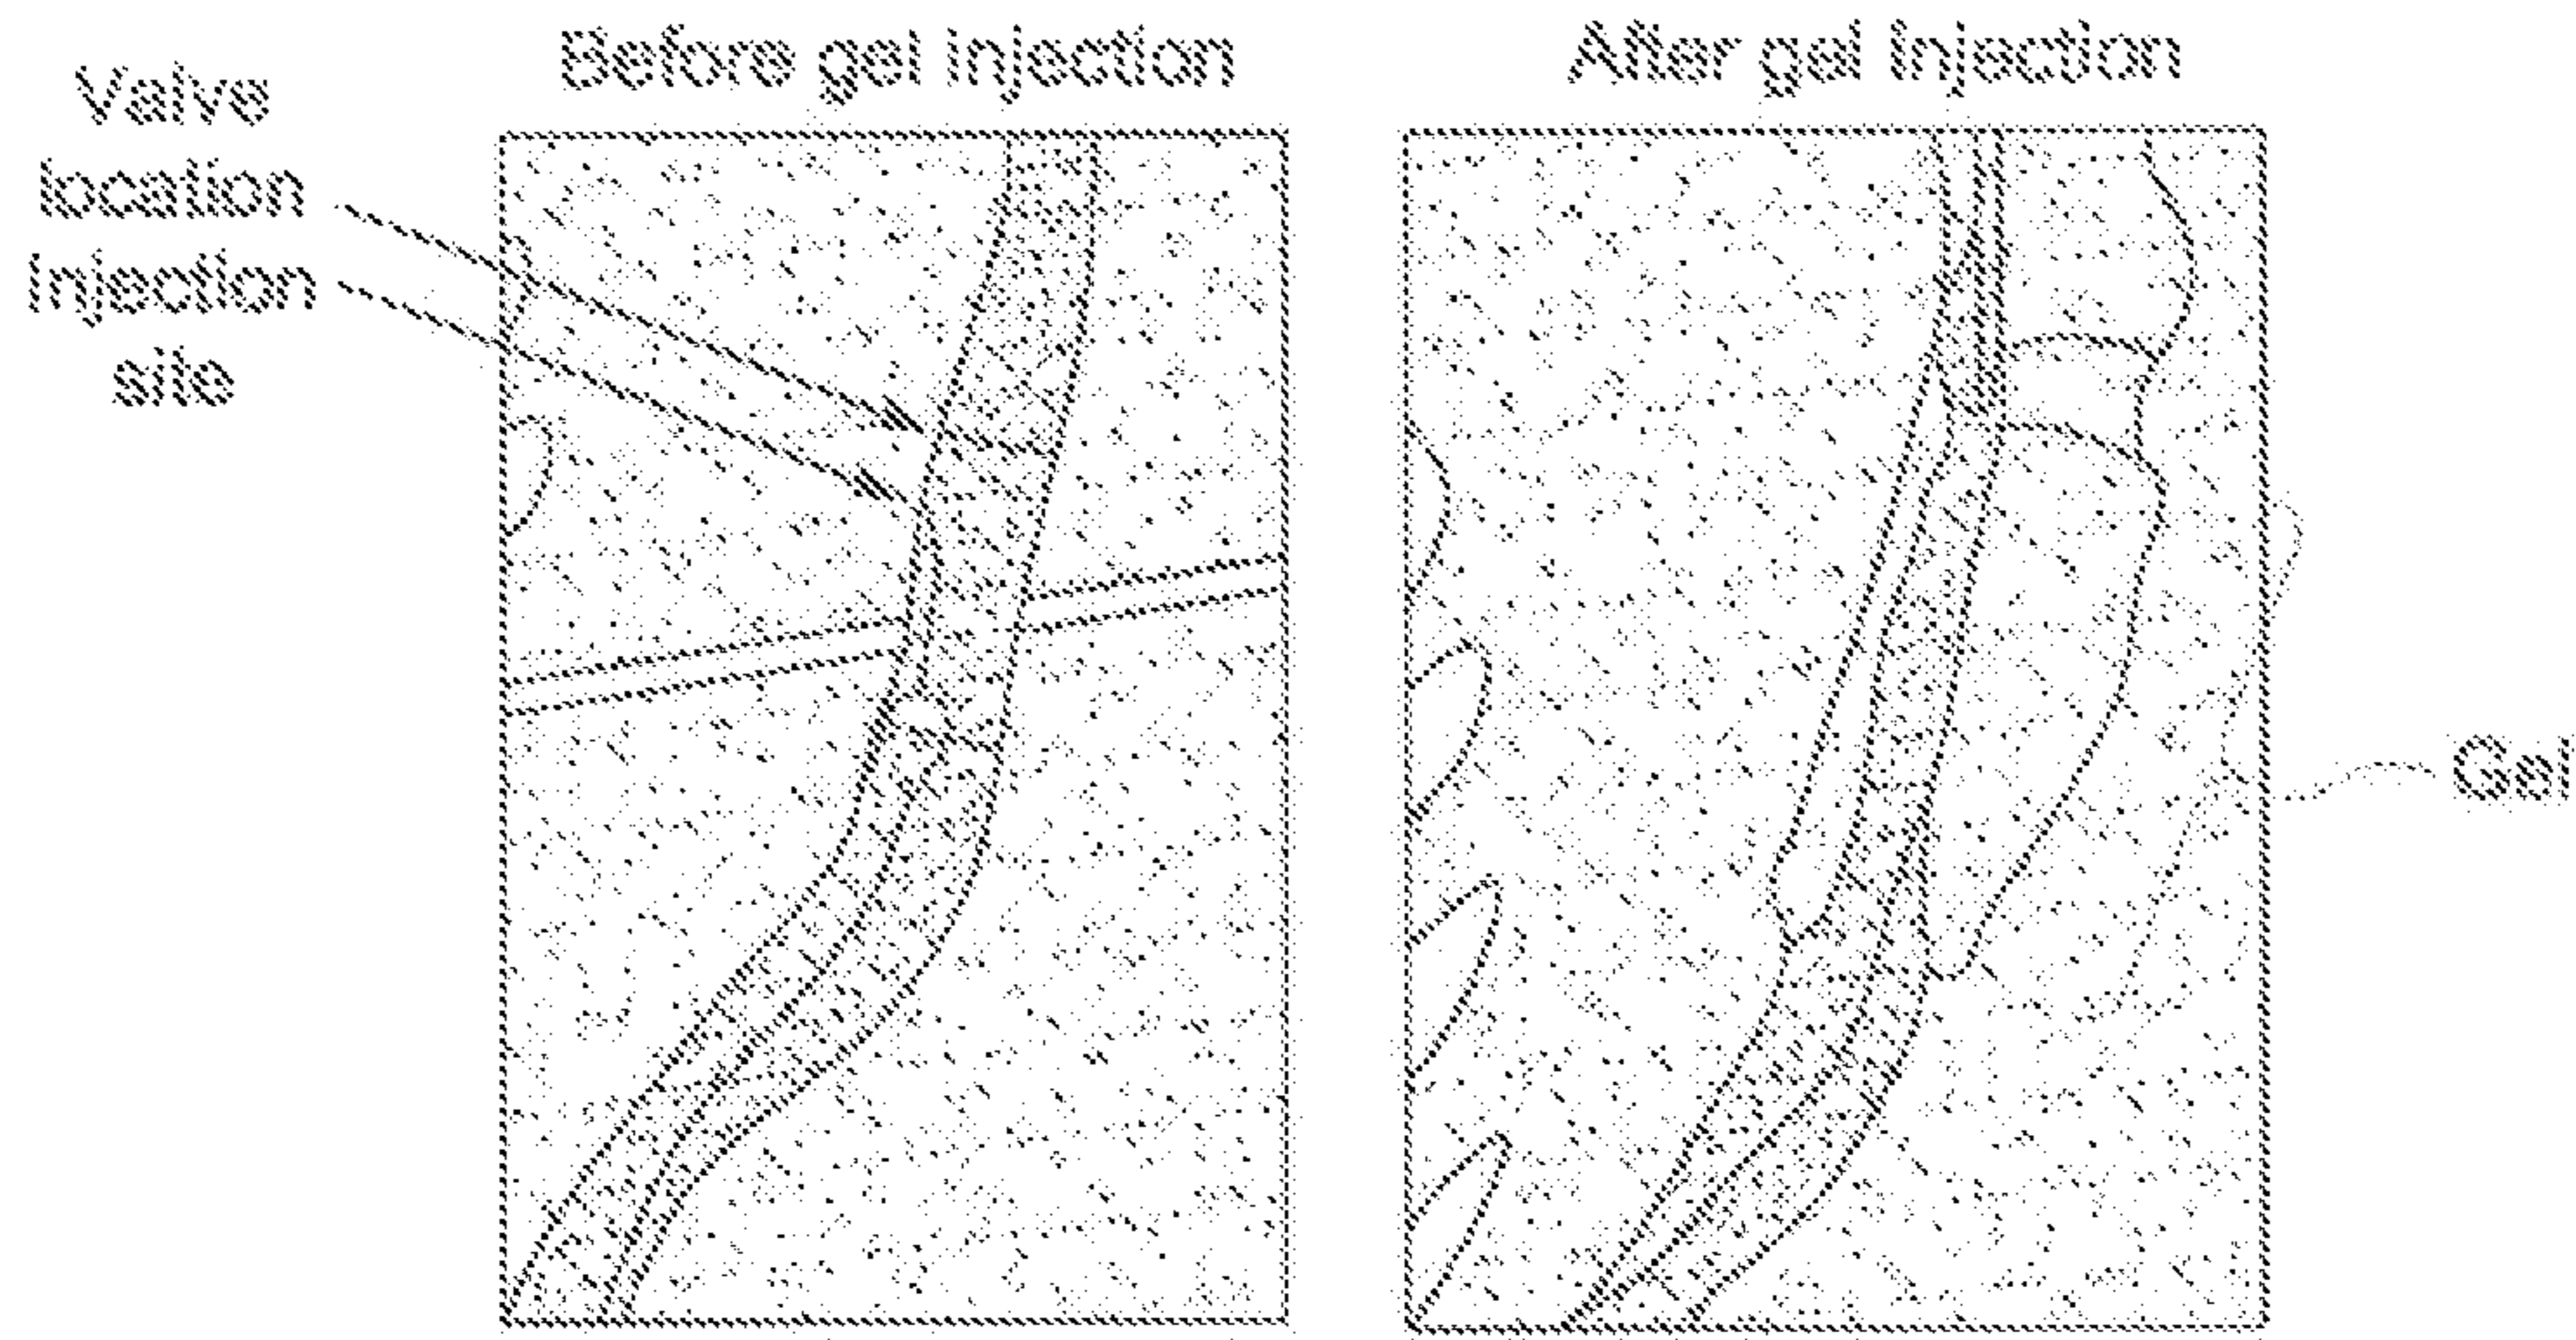 Before gel injection
After gel injection
Valve
location
Injection
site
Gel